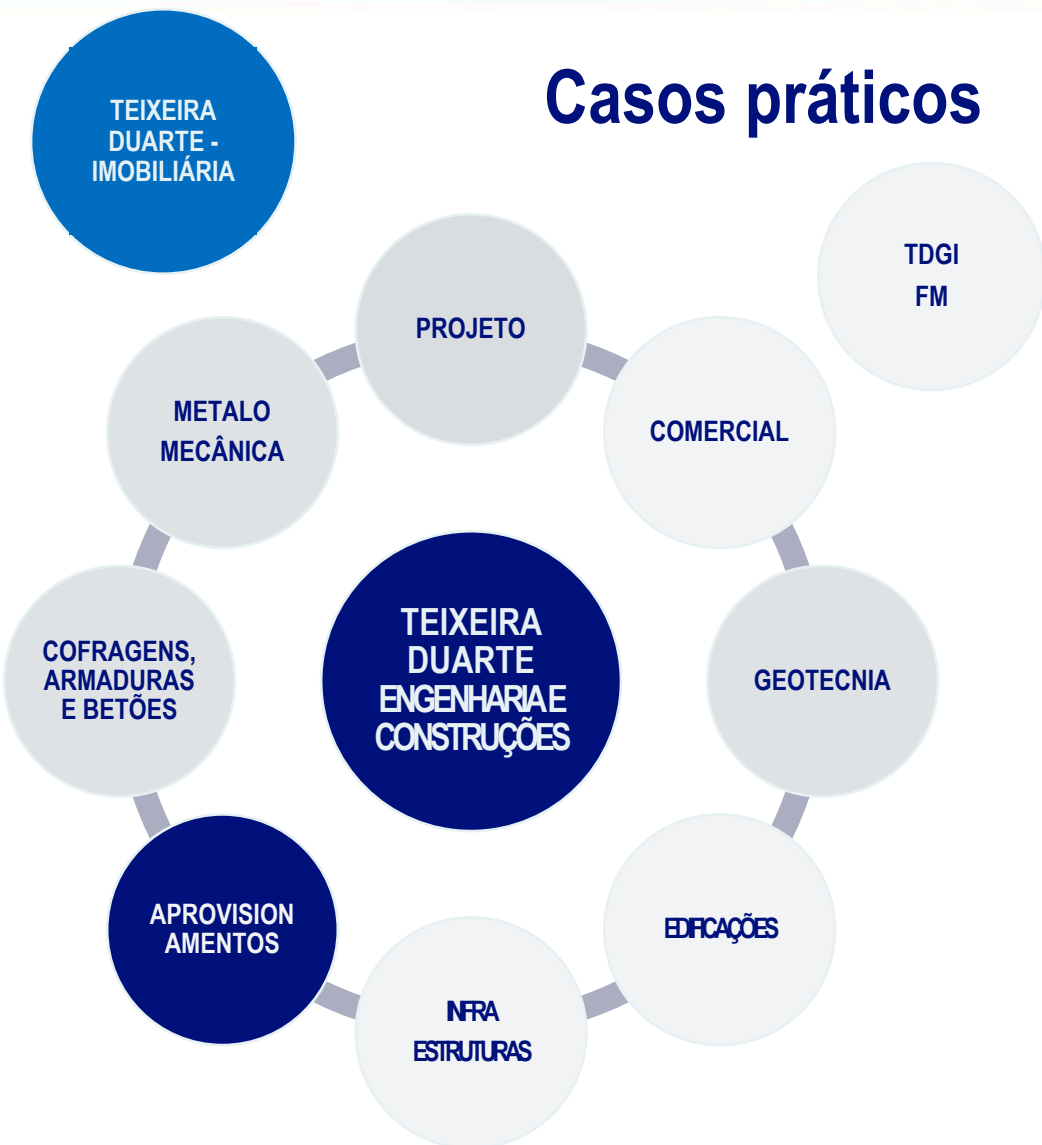 Casos práticos
TEIXEIRA
DUARTE -
IMOBILIÁRIA
TDGI
FM
PROJETO
COMERCIAL
GEOTECNIA
EDIFICAÇÕES
INFRA
ESTRUTURAS
APROVISION
AMENTOS
COFRAGENS,
ARMADURAS
E BETÕES
METALO
MECÂNICA
TEIXEIRA
DUARTE
ENGENHARIA E
CONSTRUÇÕES